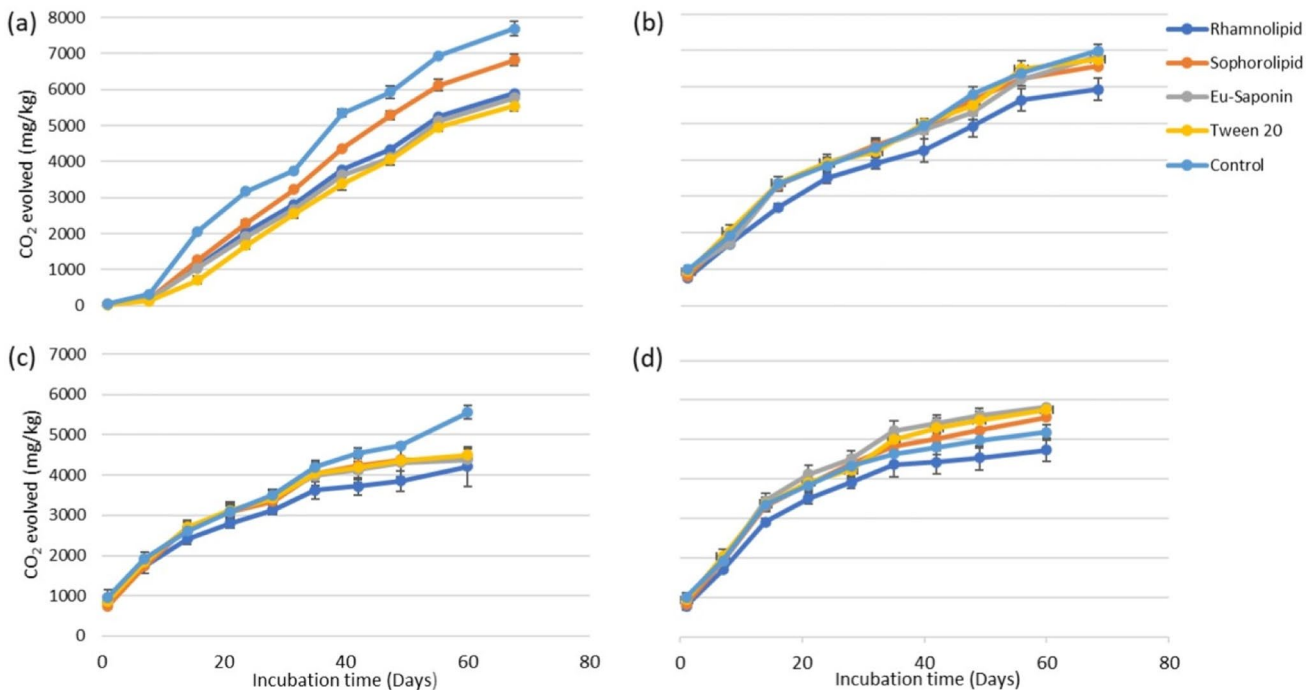 (a)
8000
7000
6000
5000
4000
3000
2000
1000
0
CO₂ evolved (mg/kg)
(b)
Rhamnolipid
Sophorolipid
Eu-Saponin
Tween 20
Control
(c)
7000
6000
5000
4000
3000
2000
1000
0
CO₂ evolved (mg/kg)
0 20 40 60 80
Incubation time (Days)
(d)
0 20 40 60 80
Incubation time (Days)